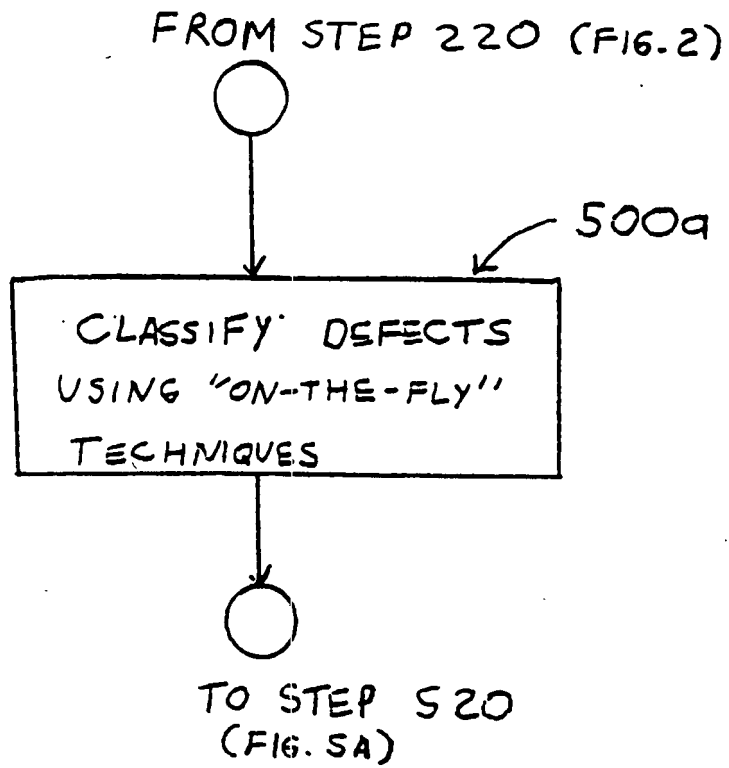 FROM STEP 220 (FIG. 2)
500a
CLASSIFY DEFECTS
USING "ON-THE-FLY"
TECHNIQUES
TO STEP 520
(FIG. 5A)